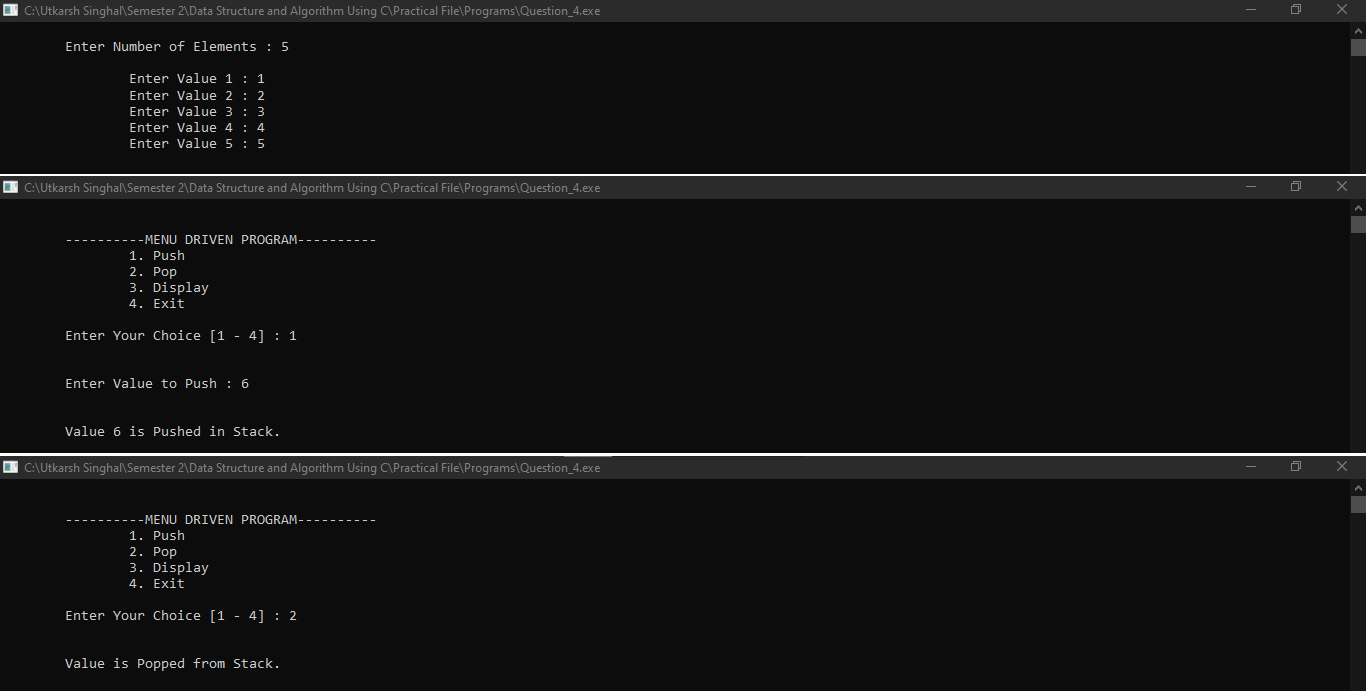 C:\Utkarsh Singhal\Semester 2\Data Structure and Algorithm Using C\Practical File\Programs\Question_4.exe
Enter Number of Elements : 5
Enter Value 1 : 1
Enter Value 2 : 2
Enter Value 3 : 3
Enter Value 4 : 4
Enter Value 5 : 5
C:\Utkarsh Singhal\Semester 2\Data Structure and Algorithm Using C\Practical File\Programs\Question_4.exe
----------MENU DRIVEN PROGRAM----------
1. Push
2. Pop
3. Display
4. Exit
Enter Your Choice [1 - 4] : 1
Enter Value to Push : 6
Value 6 is Pushed in Stack.
C:\Utkarsh Singhal\Semester 2\Data Structure and Algorithm Using C\Practical File\Programs\Question_4.exe
----------MENU DRIVEN PROGRAM----------
1. Push
2. Pop
3. Display
4. Exit
Enter Your Choice [1 - 4] : 2
Value is Popped from Stack.